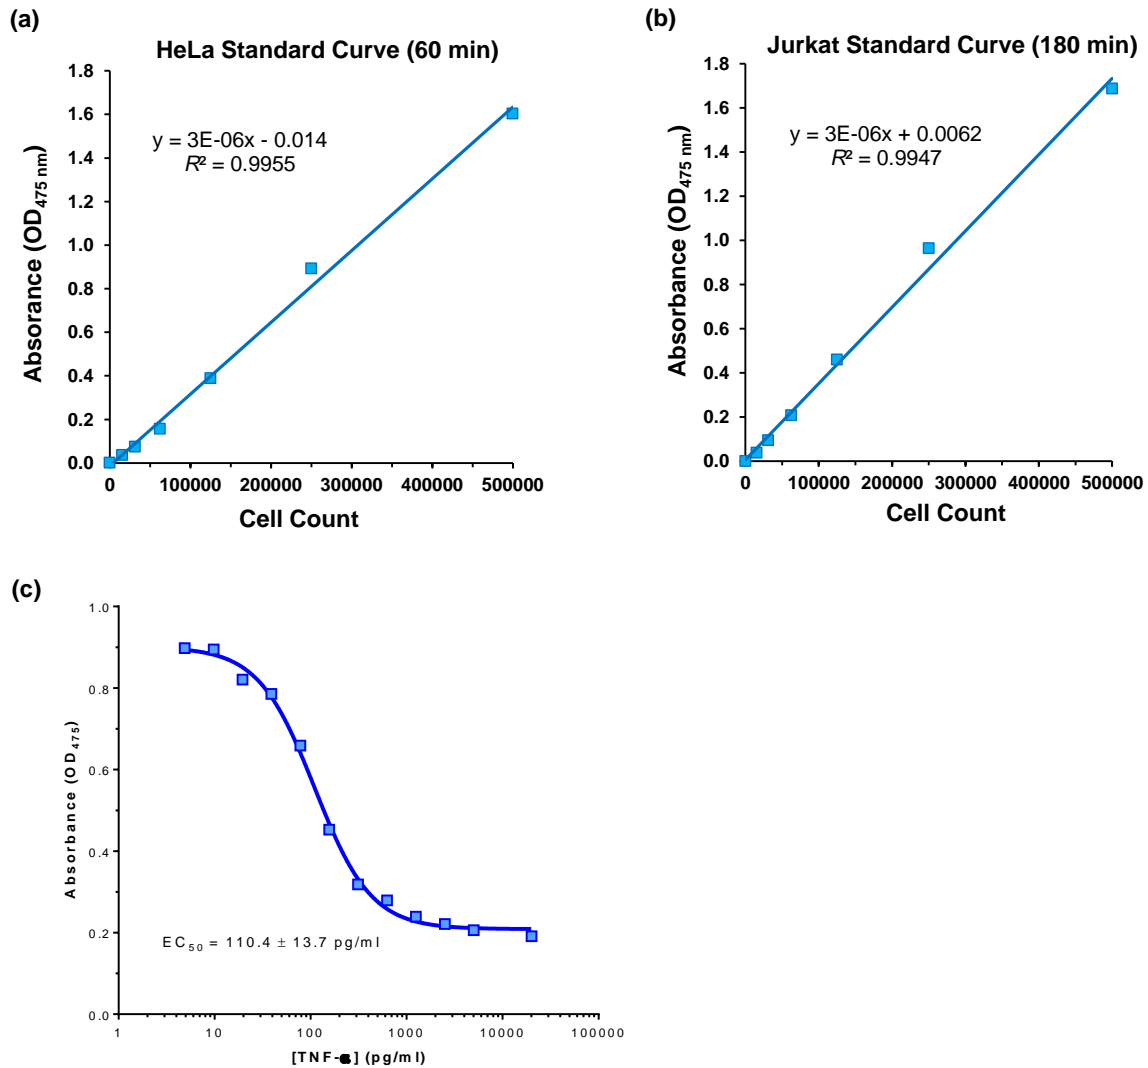 (a)
HeLa Standard Curve (60 min)
1.8
1.6
1.4
1.2
1.0
0.8
0.6
0.4
0.2
0.0
y = 3E-06x - 0.014
R² = 0.9955
Absorance (OD475 nm)
0 100000 200000 300000 400000 500000
Cell Count
(b)
Jurkat Standard Curve (180 min)
1.8
1.6
1.4
1.2
1.0
0.8
0.6
0.4
0.2
0.0
y = 3E-06x + 0.0062
R² = 0.9947
Absorbance (OD475 nm)
0 100000 200000 300000 400000 500000
Cell Count
(c)
1.0
0.8
0.6
0.4
0.2
0.0
Absorbance (OD475)
EC50 = 110.4 ± 13.7 pg/ml
1 10 100 1000 10000 100000
[TNF-α] (pg/ml)